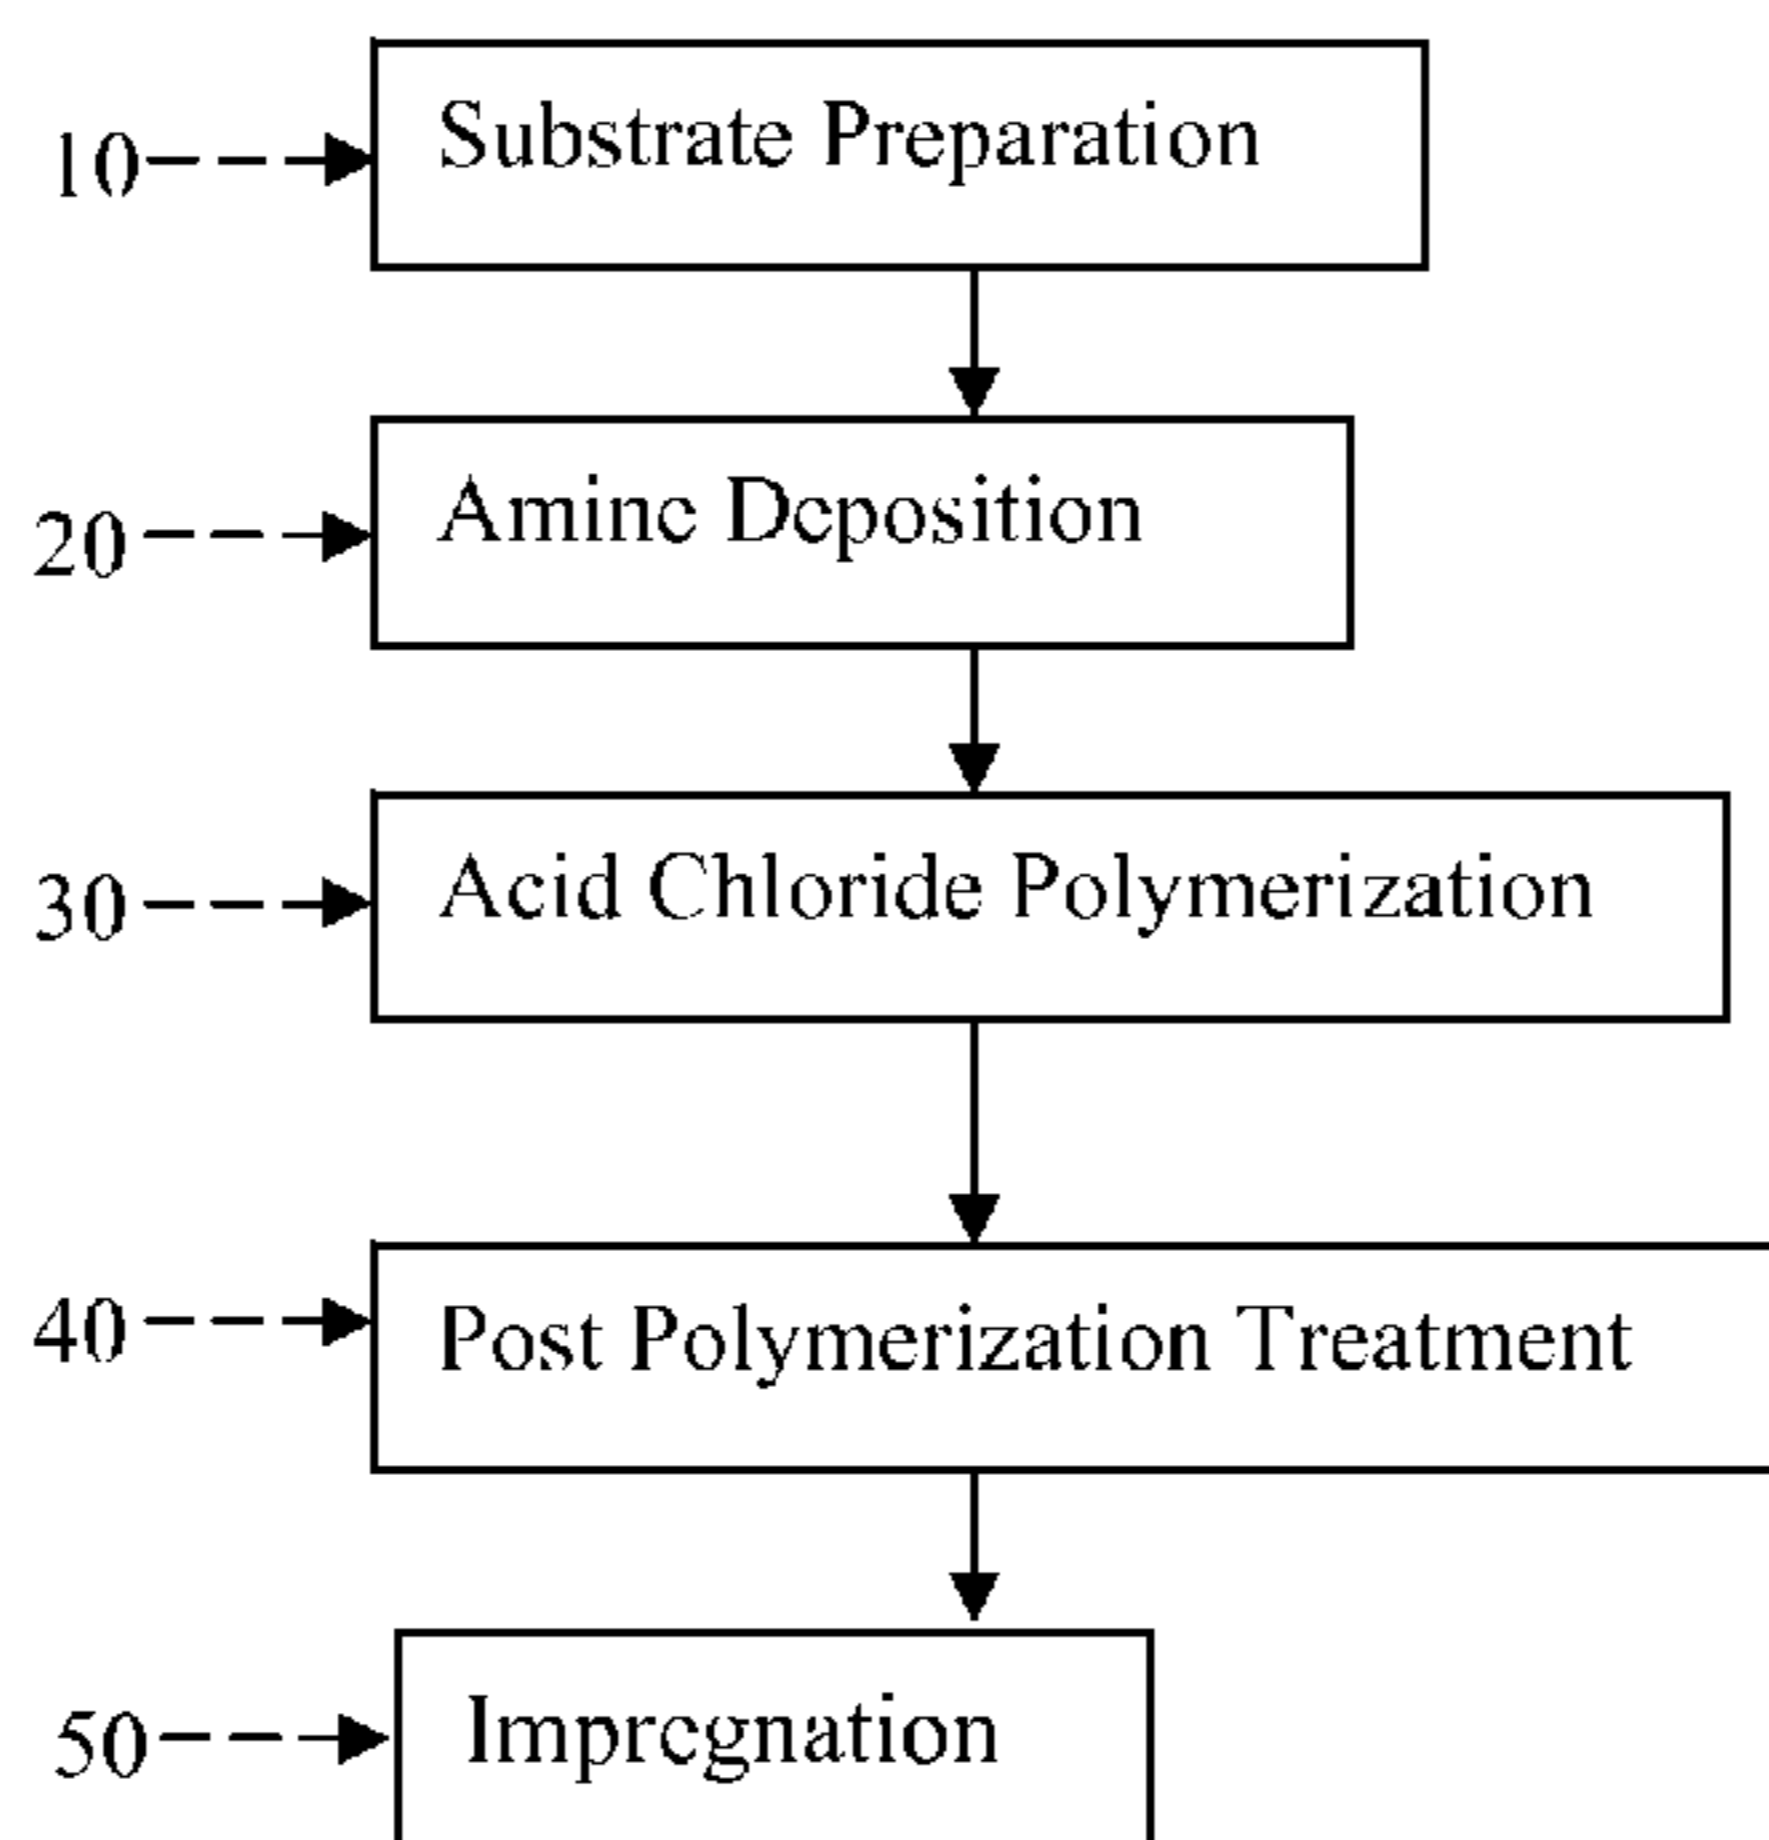 10
Substrate Preparation
20
Amine Deposition
30
Acid Chloride Polymerization
40
Post Polymerization Treatment
50
Impregnation